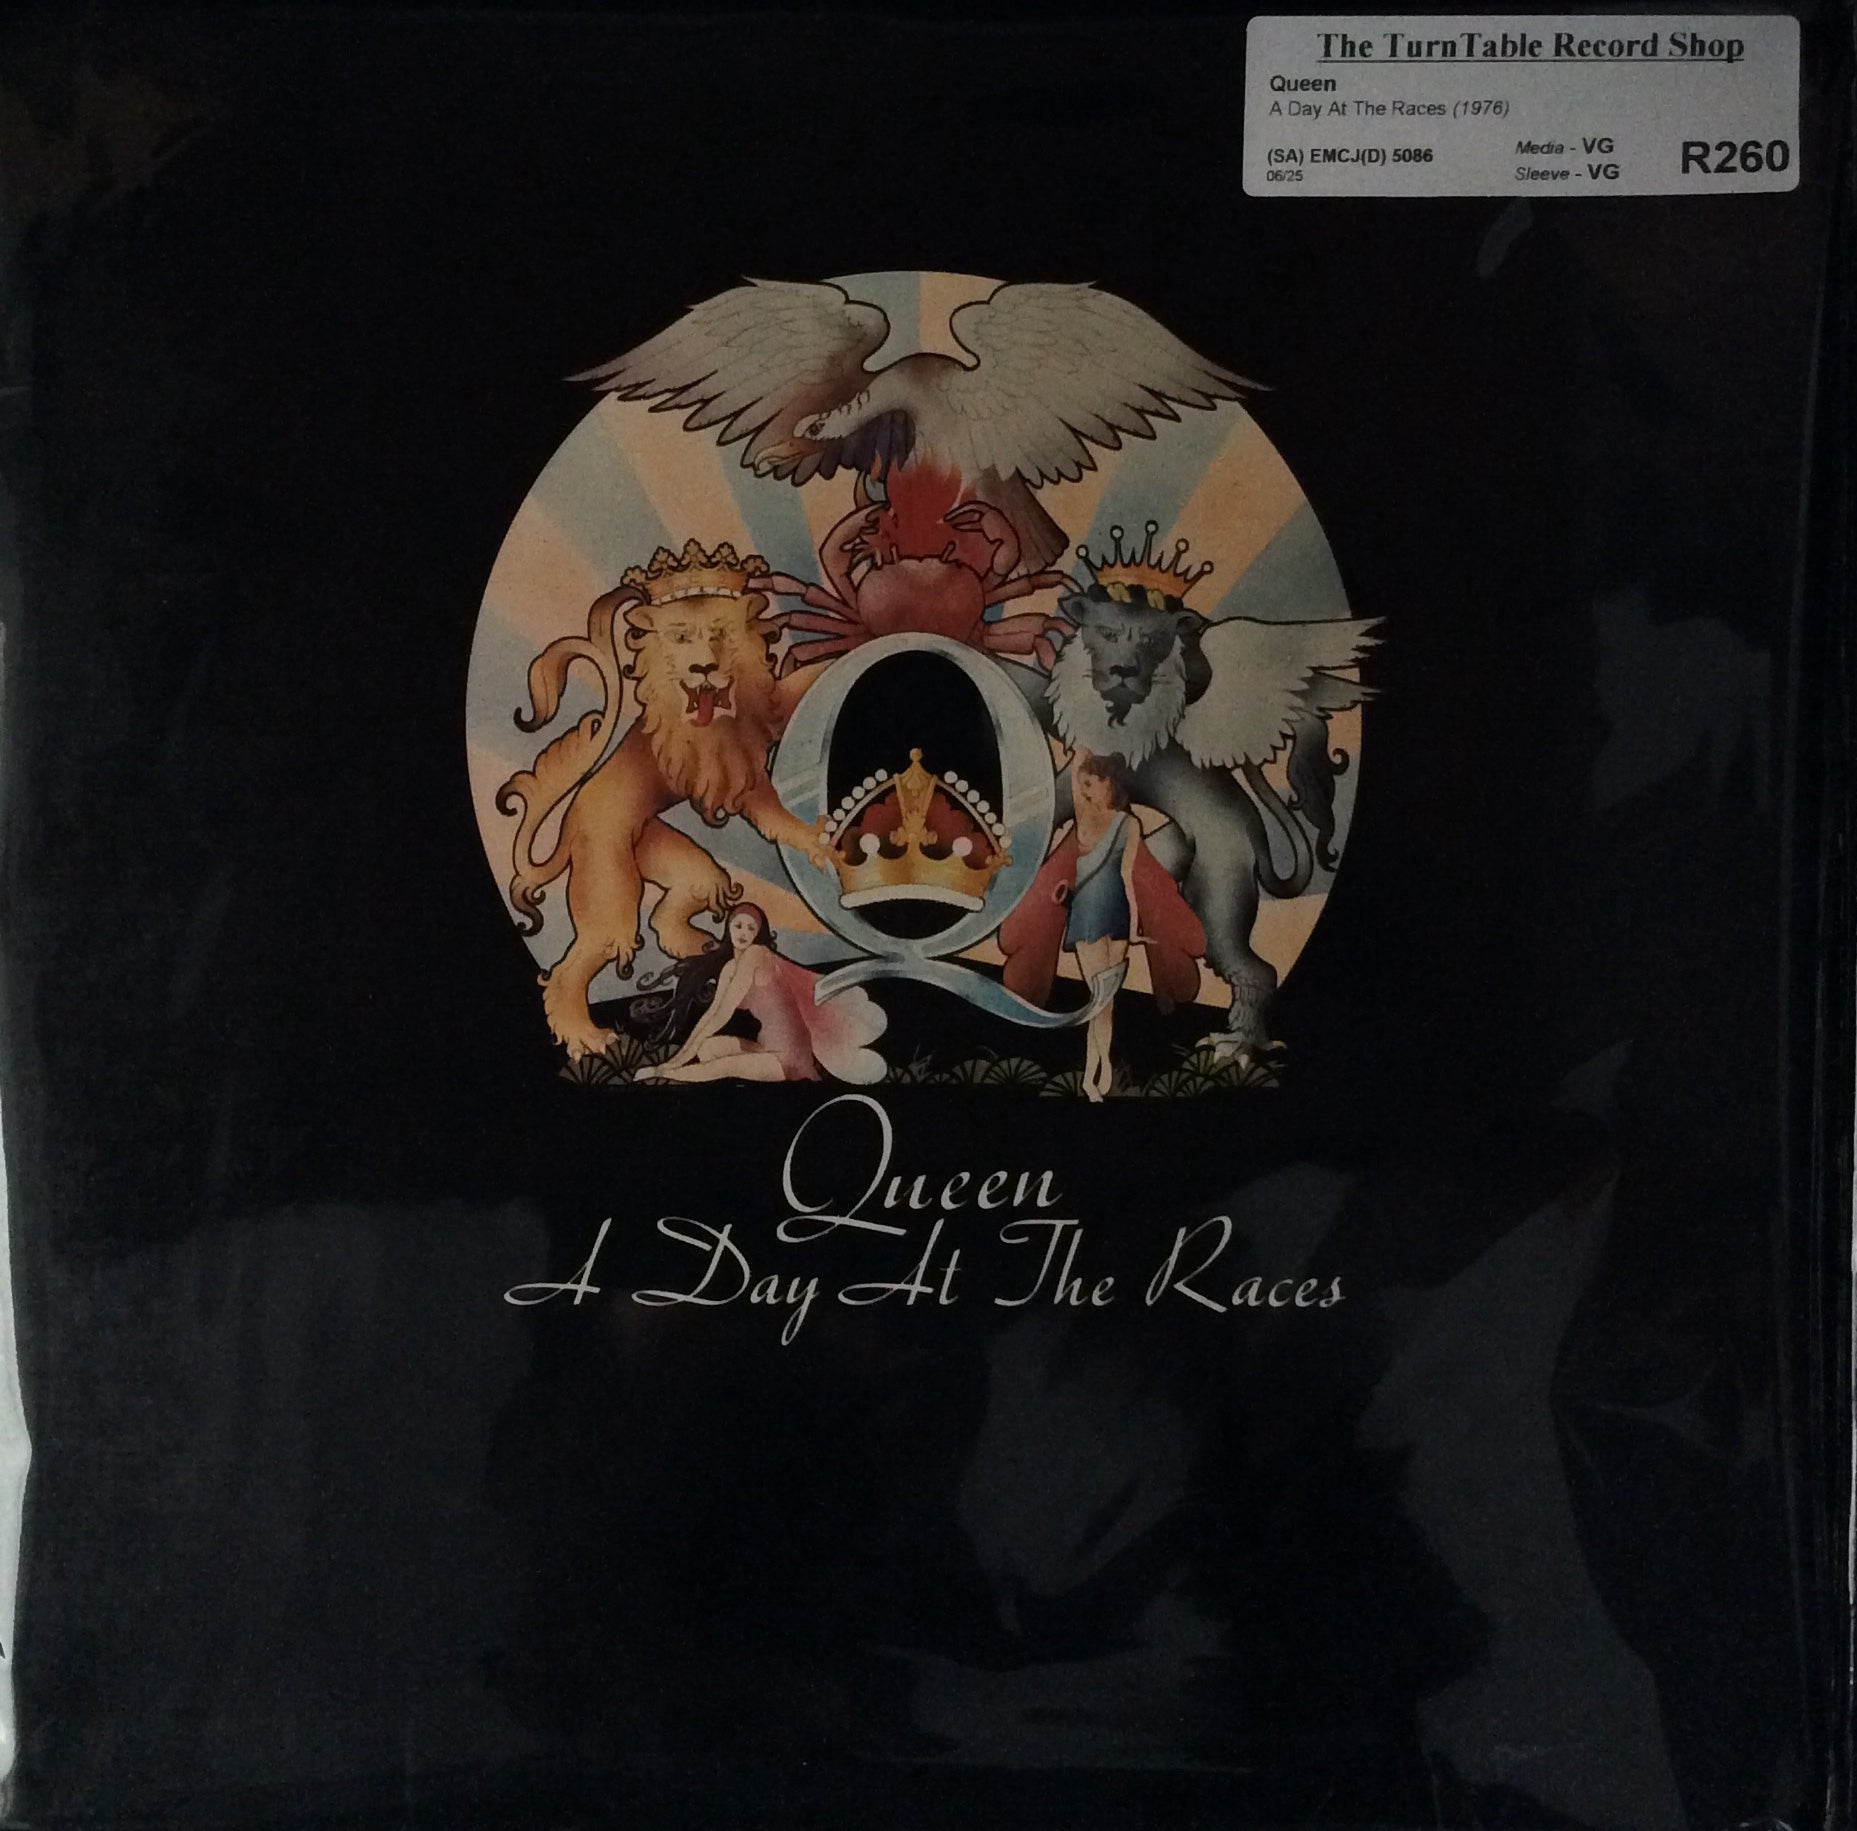 The TurnTable Record Shop
Queen
A Day At The Races (1976)
(SA) EMCJ(D) 5086
06/25
Media - VG
Sleeve - VG
R260
Queen
A Day At The Races